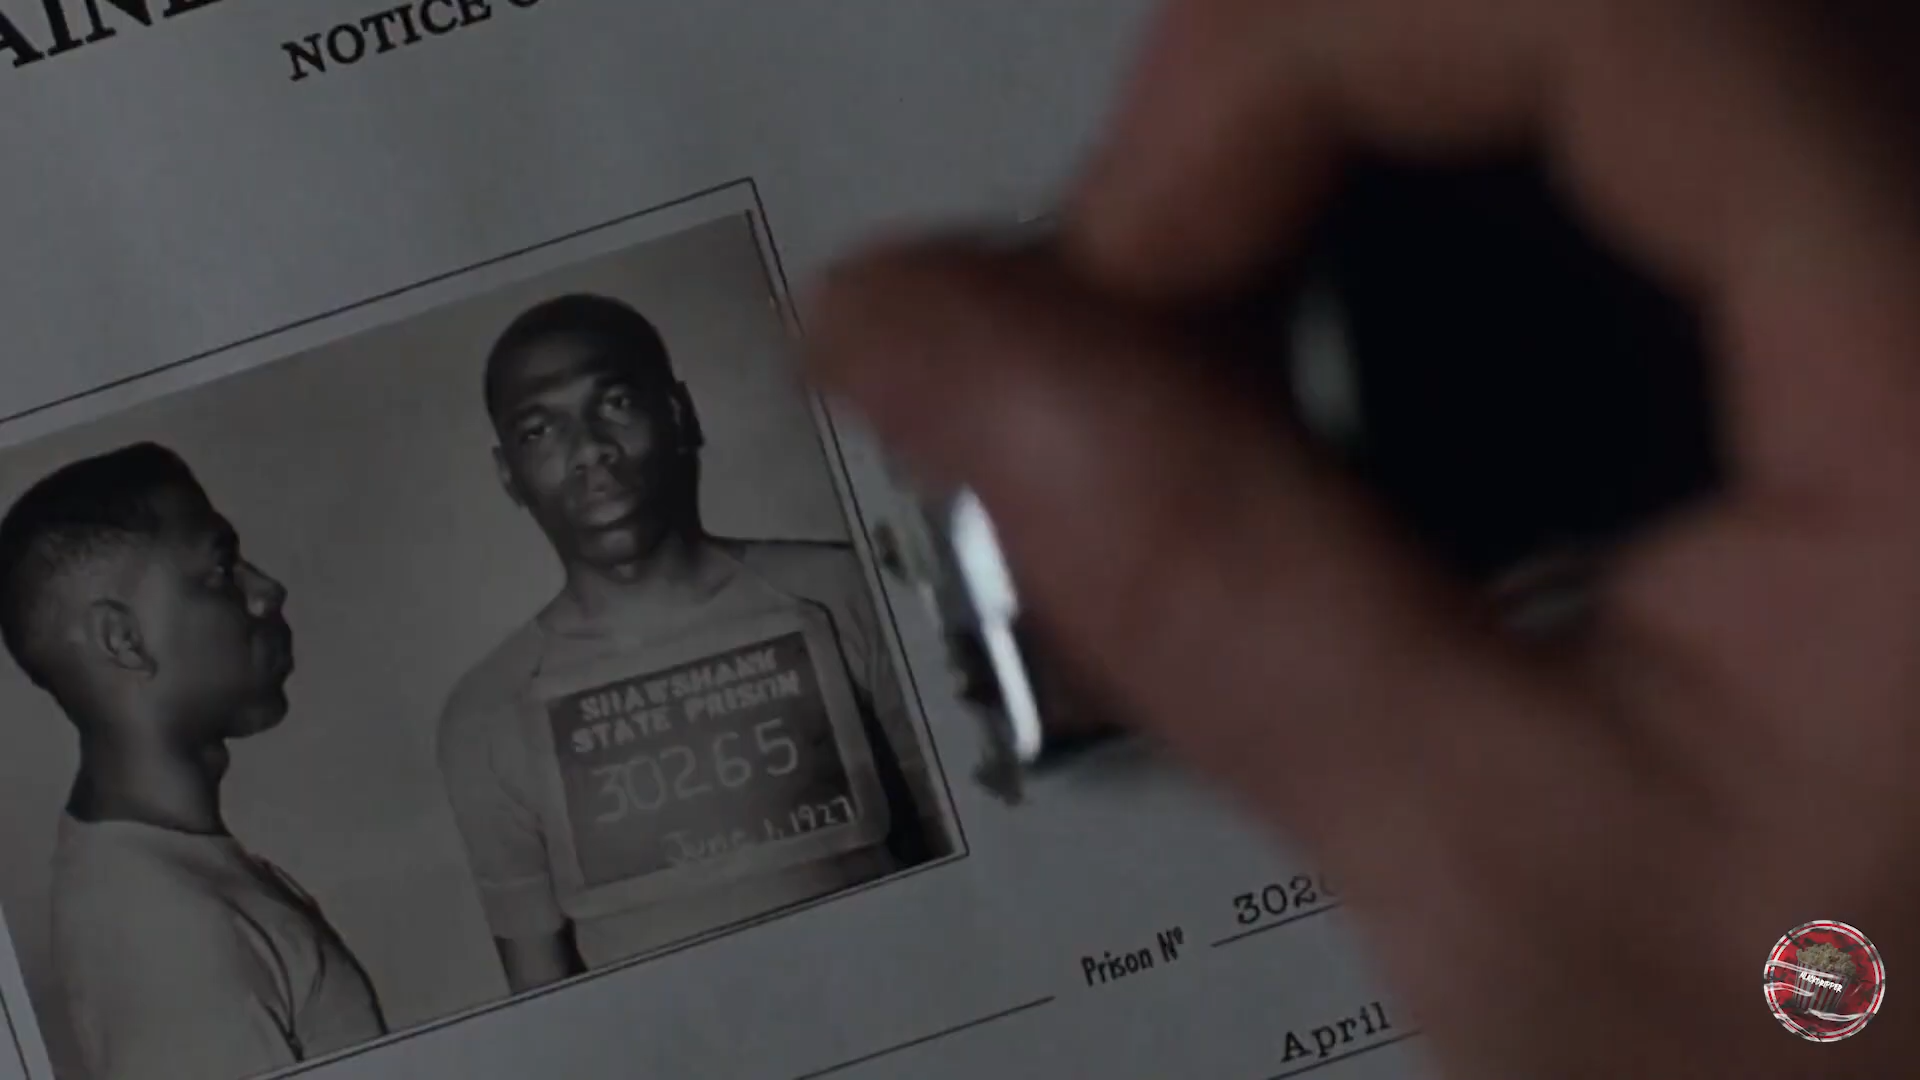 NOTICE
SHAWSHANK
STATE PRISON
30265
June 1, 1927
Prison Nº 302
April